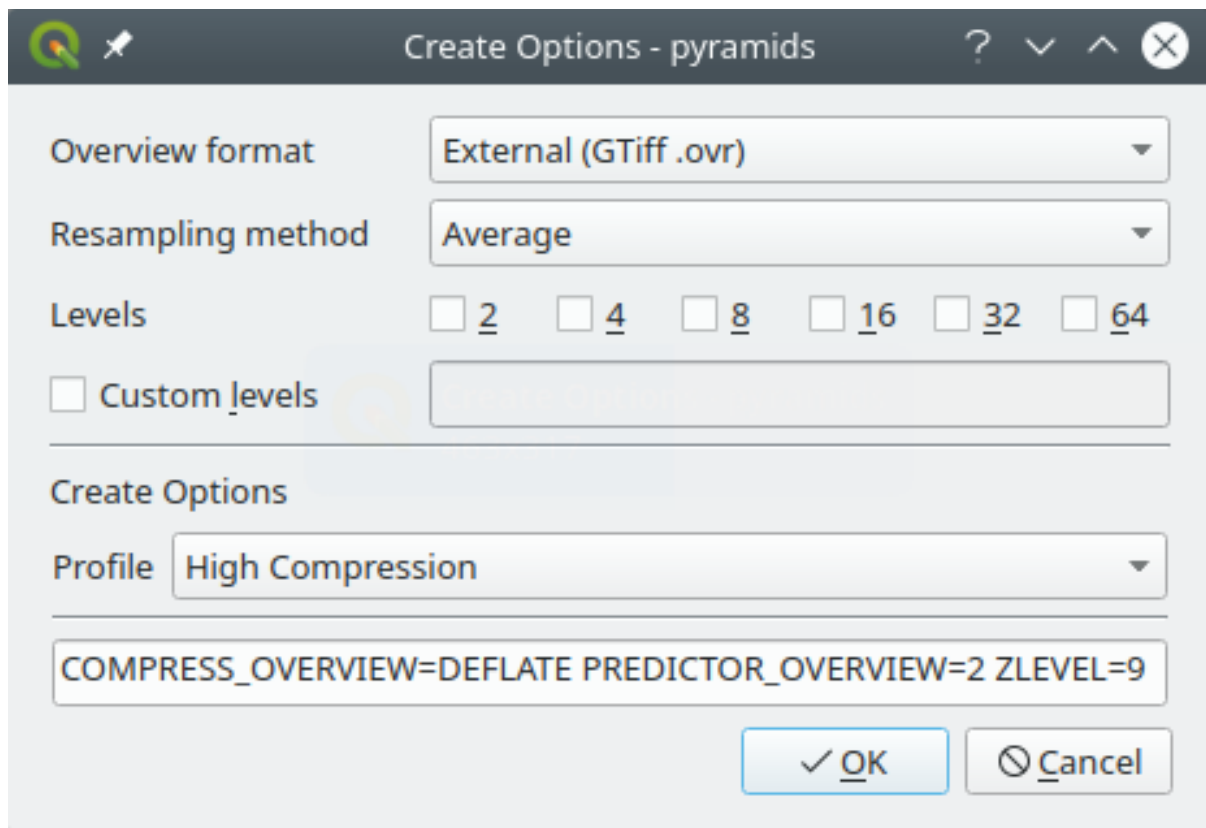 Create Options - pyramids
Overview format External (GTiff .ovr)
Resampling method Average
Levels 2 4 8 16 32 64
Custom levels
Create Options
Profile High Compression
COMPRESS_OVERVIEW=DEFLATE PREDICTOR_OVERVIEW=2 ZLEVEL=9
OK Cancel